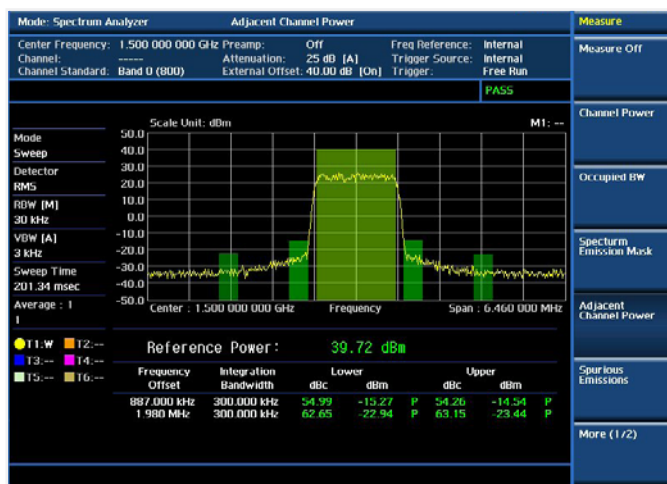 Mode: Spectrum Analyzer Adjacent Channel Power
Center Frequency: 1.500 000 000 GHz Preamp: Off Freq Reference: Internal
Channel: ----- Attenuation: 25 dB [A] Trigger Source: Internal
Channel Standard: Band 0 (800) External Offset: 40.00 dB [On] Trigger: Free Run
PASS
Scale Unit: dBm M1: --
50.0
40.0
30.0
20.0
10.0
0.0
-10.0
-20.0
-30.0
-40.0
-50.0
Center : 1.500 000 000 GHz Frequency Span : 6.460 000 MHz
Mode
Sweep
Detector
RMS
RBW [M]
30 kHz
VBW [A]
3 kHz
Sweep Time
201.34 msec
Average : 1
1
T1:W T2:--
T3:-- T4:--
T5:-- T6:--
Reference Power: 39.72 dBm
Frequency Integration Lower Upper
Offset Bandwidth dBc dBm dBc dBm
887.000 kHz 300.000 kHz 54.99 -15.27 P 54.26 -14.54 P
1.980 MHz 300.000 kHz 62.65 -22.94 P 63.15 -23.44 P
Measure
Measure Off
Channel Power
Occupied BW
Specturm
Emission Mask
Adjacent
Channel Power
Spurious
Emissions
More (1/2)